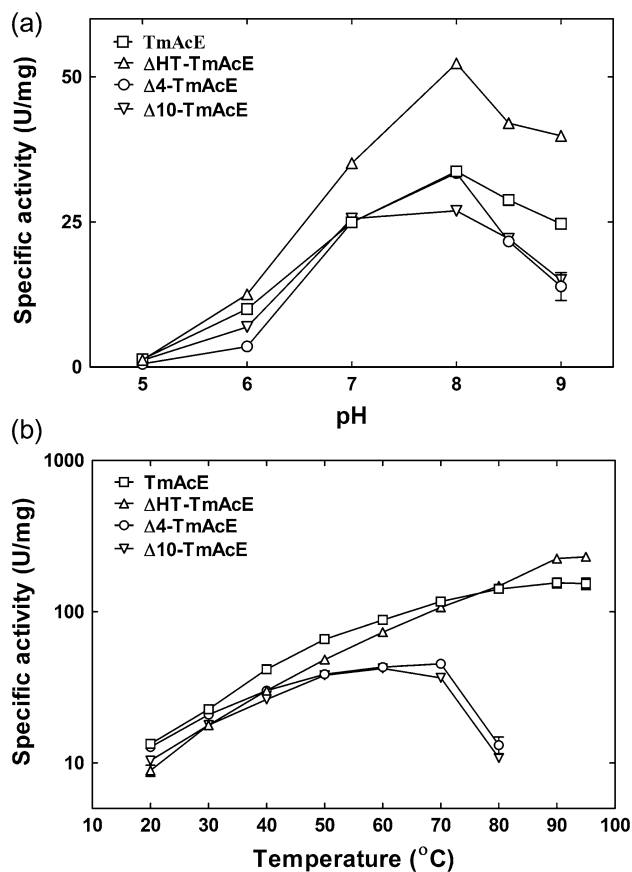 (a)
TmAcE
ΔHT-TmAcE
Δ4-TmAcE
Δ10-TmAcE
Specific activity (U/mg)
50
25
0
5 6 7 8 9
pH
(b)
1000
100
10
TmAcE
ΔHT-TmAcE
Δ4-TmAcE
Δ10-TmAcE
Specific activity (U/mg)
10 20 30 40 50 60 70 80 90 100
Temperature (°C)